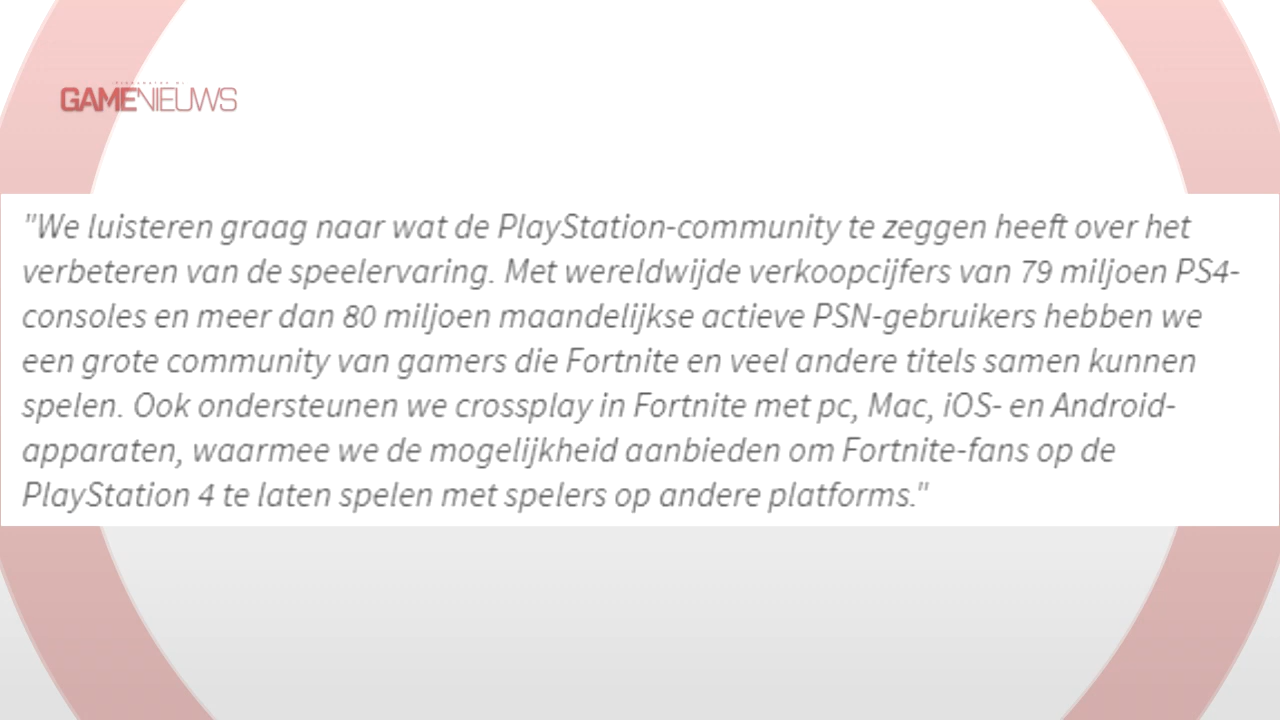 GAMENIEUWS
"We luisteren graag naar wat de PlayStation-community te zeggen heeft over het
verbeteren van de speelervaring. Met wereldwijde verkoopcijfers van 79 miljoen PS4-
consoles en meer dan 80 miljoen maandelijkse actieve PSN-gebruikers hebben we
een grote community van gamers die Fortnite en veel andere titels samen kunnen
spelen. Ook ondersteunen we crossplay in Fortnite met pc, Mac, iOS- en Android-
apparaten, waarmee we de mogelijkheid aanbieden om Fortnite-fans op de
PlayStation 4 te laten spelen met spelers op andere platforms."